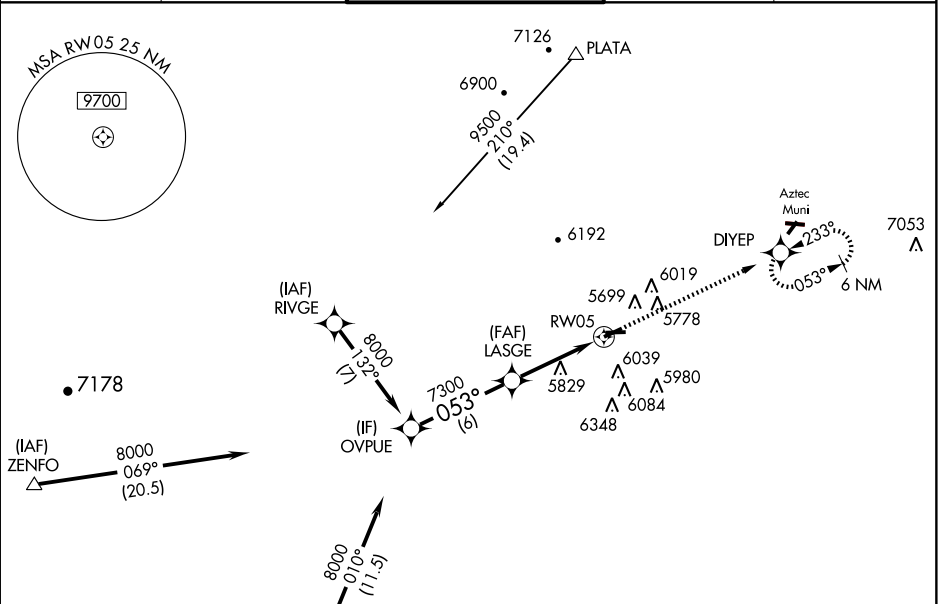 MSA RW05 25 NM
9700
7126
PLATA
6900
9500
210°
(19.4)
Aztec
Muni
7053
DIYEP
233°
053°
6 NM
6192
(IAF)
RIVGE
8000
132°
(7)
6019
5699
5778
RW05
(FAF)
LASGE
5829
6039
5980
6084
6348
7300
053°
(6)
(IF)
OVPUE
7178
(IAF)
ZENFO
8000
069°
(20.5)
8000
010°
(11.5)